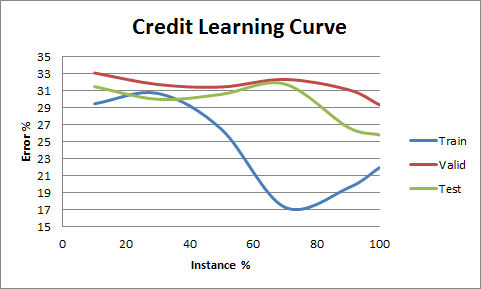 Credit Learning Curve
35
33
31
29
27
25
23
21
19
17
15
Error %
0 20 40 60 80 100
Instance %
Train
Valid
Test